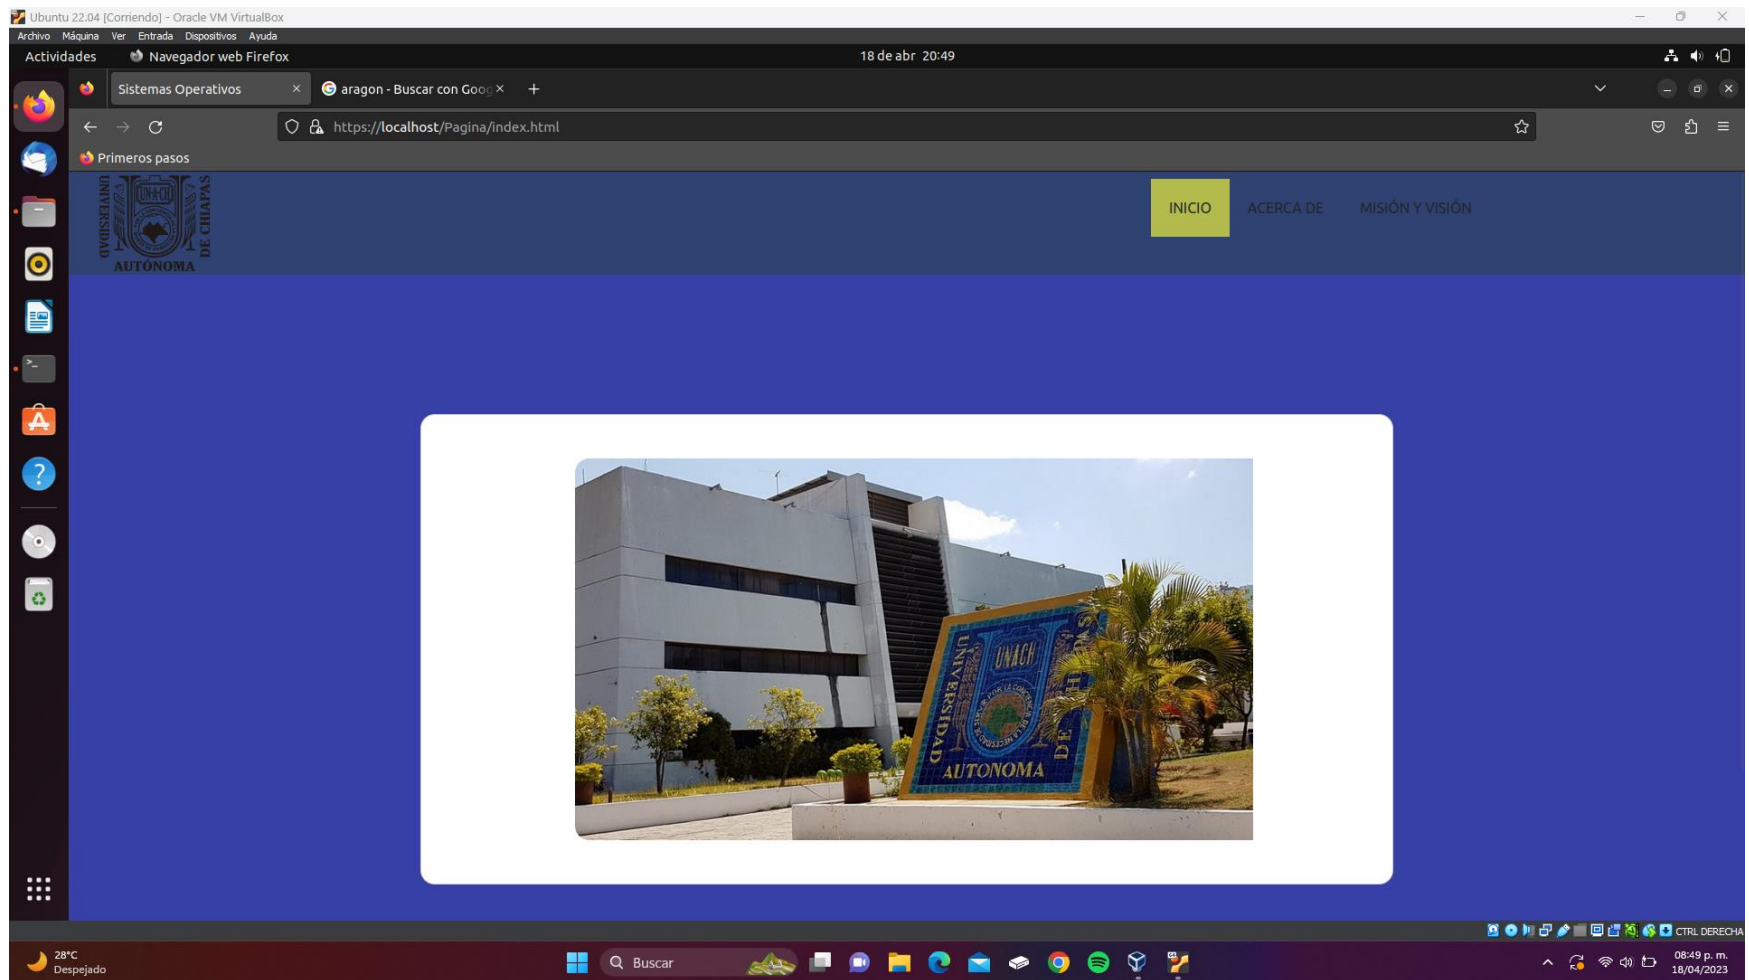 Ubuntu 22.04 [Corriendo] - Oracle VM VirtualBox
Archivo Máquina Ver Entrada Dispositivos Ayuda
Actividades Navegador web Firefox 18 de abr 20:49
Sistemas Operativos aragon - Buscar con Goog
https://localhost/Pagina/index.html
Primeros pasos
UNIVERSIDAD UNACH DE CHIAPAS
AUTÓNOMA
INICIO ACERCA DE MISIÓN Y VISIÓN
UNIVERSIDAD UNACH
AUTONOMA
CTRL DERECHA
28°C
Despejado
Buscar
08:49 p. m.
18/04/2023